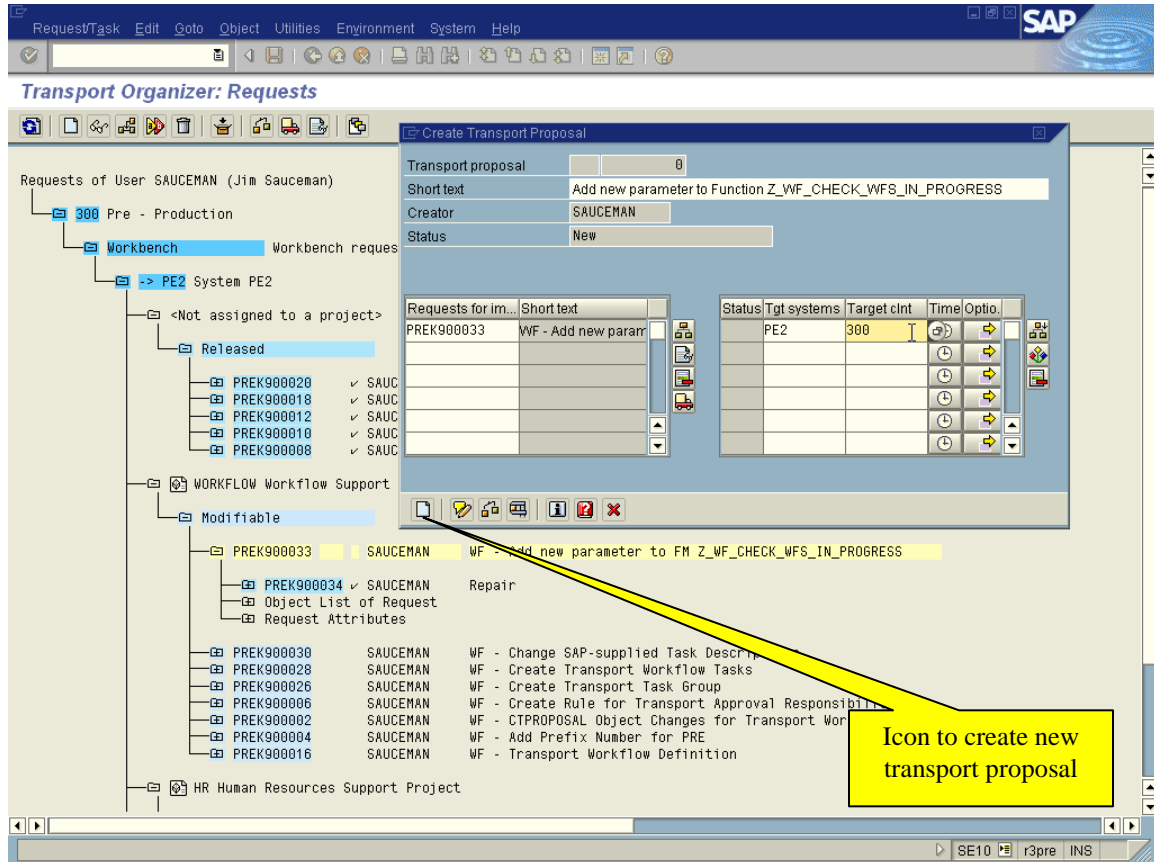 Request/Task Edit Goto Object Utilities Environment System Help
SAP
Transport Organizer: Requests
Requests of User SAUCEMAN (Jim Sauceman)
300 Pre - Production
Workbench Workbench reques
-> PE2 System PE2
<Not assigned to a project>
Released
PREK900020 ✓ SAUC
PREK900018 ✓ SAUC
PREK900012 ✓ SAUC
PREK900010 ✓ SAUC
PREK900008 ✓ SAUC
WORKFLOW Workflow Support
Modifiable
PREK900033 SAUCEMAN WF - Add new parameter to FM Z_WF_CHECK_WFS_IN_PROGRESS
PREK900034 ✓ SAUCEMAN Repair
Object List of Request
Request Attributes
PREK900030 SAUCEMAN WF - Change SAP-supplied Task Descrip
PREK900028 SAUCEMAN WF - Create Transport Workflow Tasks
PREK900026 SAUCEMAN WF - Create Transport Task Group
PREK900006 SAUCEMAN WF - Create Rule for Transport Approval Responsibil
PREK900002 SAUCEMAN WF - CTPROPOSAL Object Changes for Transport Wor
PREK900004 SAUCEMAN WF - Add Prefix Number for PRE
PREK900016 SAUCEMAN WF - Transport Workflow Definition
HR Human Resources Support Project
Create Transport Proposal
Transport proposal 0
Short text Add new parameter to Function Z_WF_CHECK_WFS_IN_PROGRESS
Creator SAUCEMAN
Status New
Requests for im... Short text
PREK900033 WF - Add new param
Status Tgt systems Target clnt Time Optio.
PE2 300
Icon to create new
transport proposal
SE10 r3pre INS